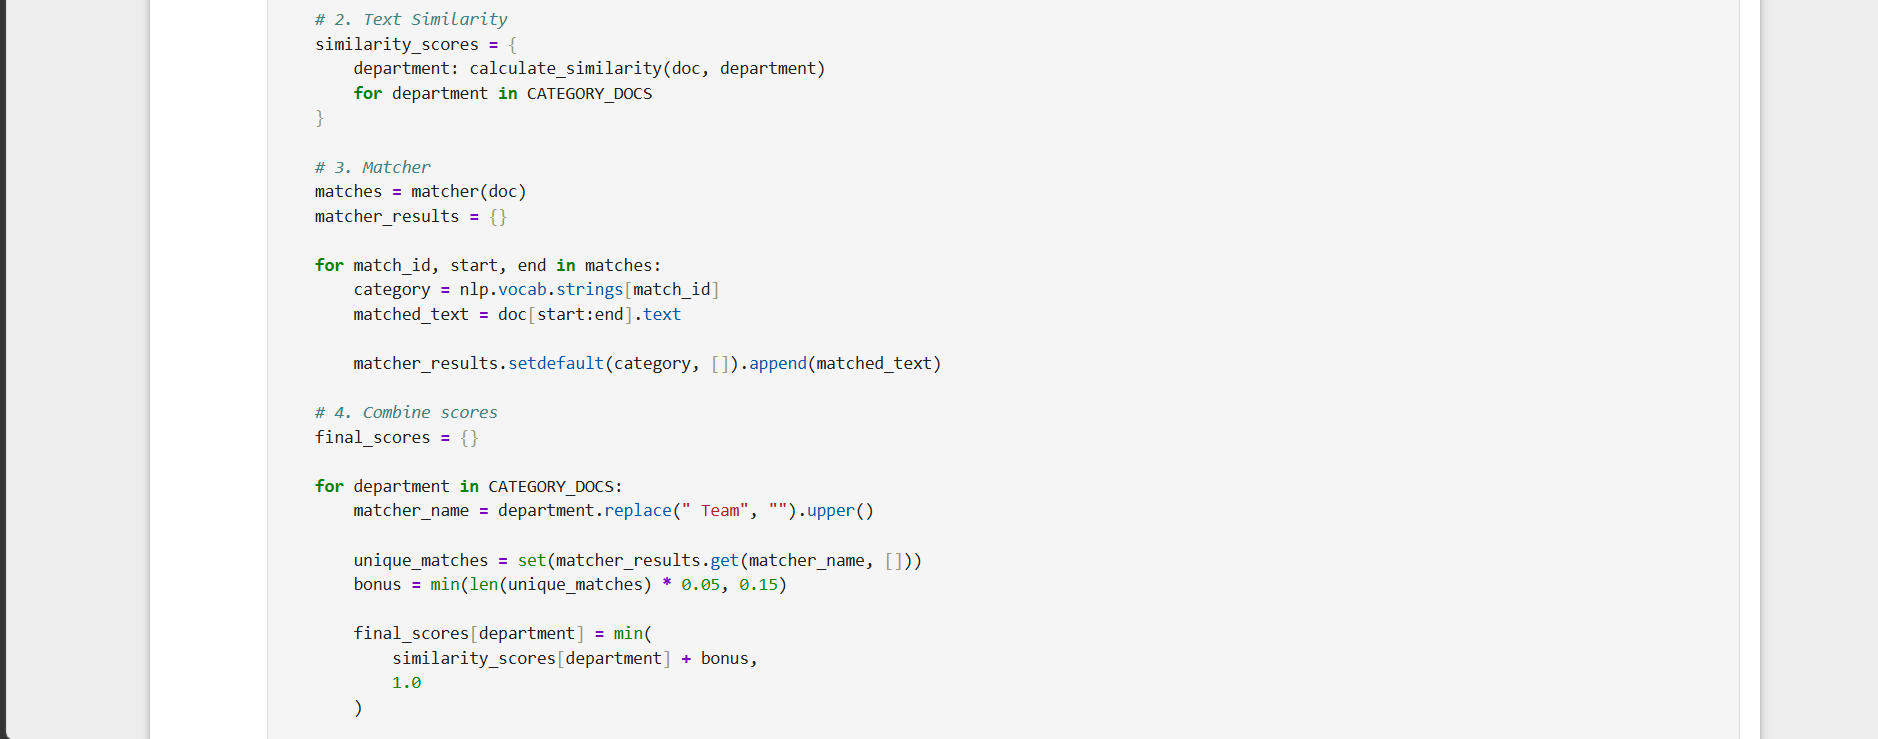 # 2. Text Similarity
similarity_scores = {
    department: calculate_similarity(doc, department)
    for department in CATEGORY_DOCS
}
# 3. Matcher
matches = matcher(doc)
matcher_results = {}
for match_id, start, end in matches:
    category = nlp.vocab.strings[match_id]
    matched_text = doc[start:end].text
    matcher_results.setdefault(category, []).append(matched_text)
# 4. Combine scores
final_scores = {}
for department in CATEGORY_DOCS:
    matcher_name = department.replace(" Team", "").upper()
    unique_matches = set(matcher_results.get(matcher_name, []))
    bonus = min(len(unique_matches) * 0.05, 0.15)
    final_scores[department] = min(
        similarity_scores[department] + bonus,
        1.0
    )